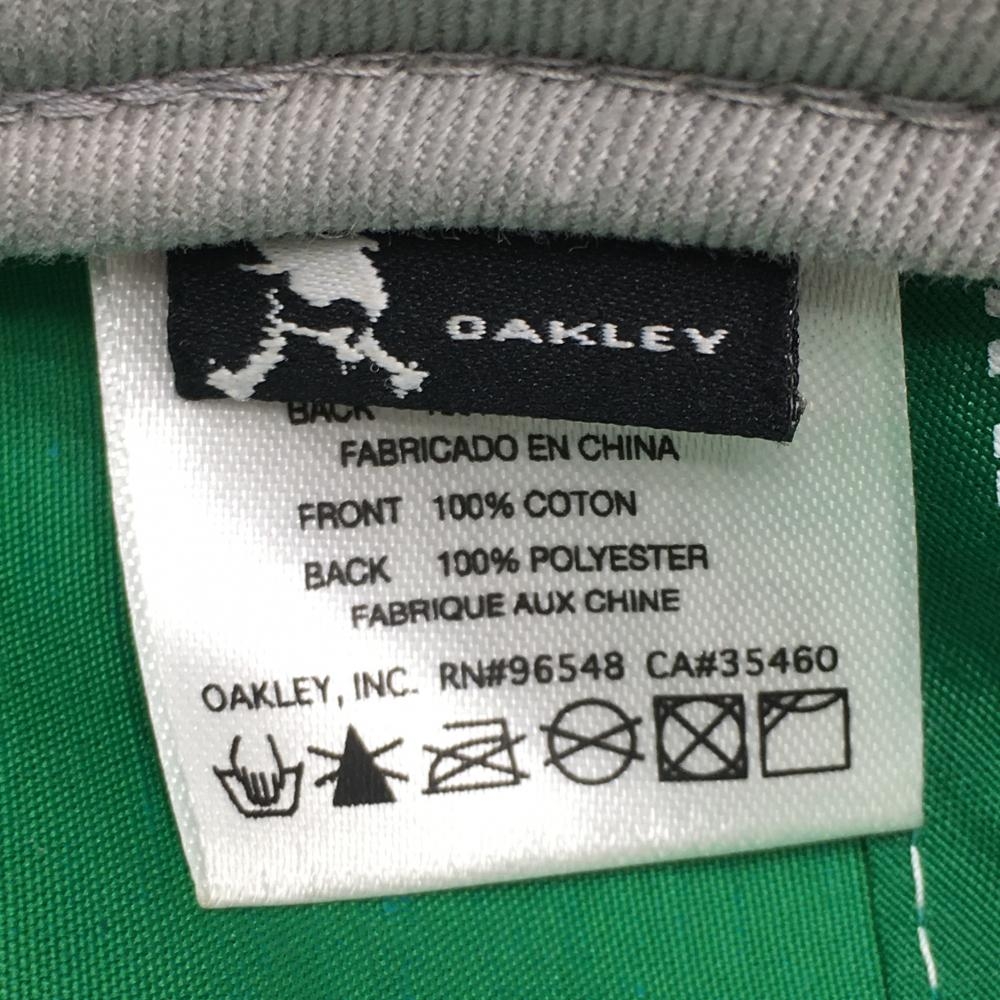 OAKLEY
BACK
FABRICADO EN CHINA
FRONT 100% COTON
BACK 100% POLYESTER
FABRIQUE AUX CHINE
OAKLEY, INC. RN#96548 CA#35460